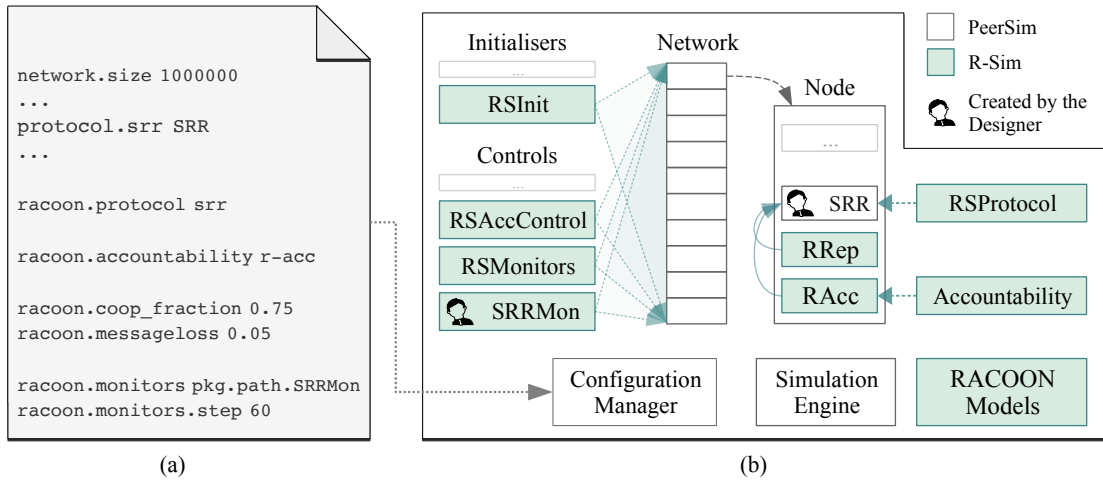 network.size 1000000
...
protocol.srr SRR
...
racoon.protocol srr
racoon.accountability r-acc
racoon.coop_fraction 0.75
racoon.messageloss 0.05
racoon.monitors pkg.path.SRRMon
racoon.monitors.step 60
(a)
Initialisers
...
RSInit
Controls
...
RSAccControl
RSMonitors
SRRMon
Network
Node
...
SRR
RRep
RAcc
RSProtocol
Accountability
PeerSim
R-Sim
Created by the
Designer
Configuration
Manager
Simulation
Engine
RACOON
Models
(b)